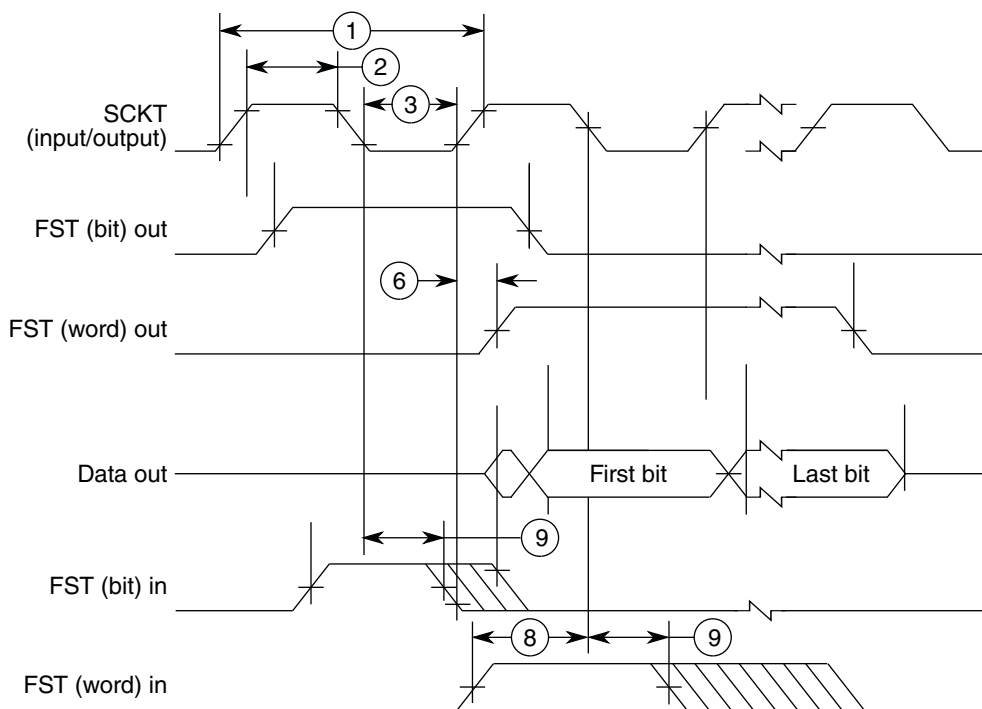 1
2
3
SCKT
(input/output)
FST (bit) out
6
FST (word) out
Data out
First bit
Last bit
9
FST (bit) in
8
9
FST (word) in